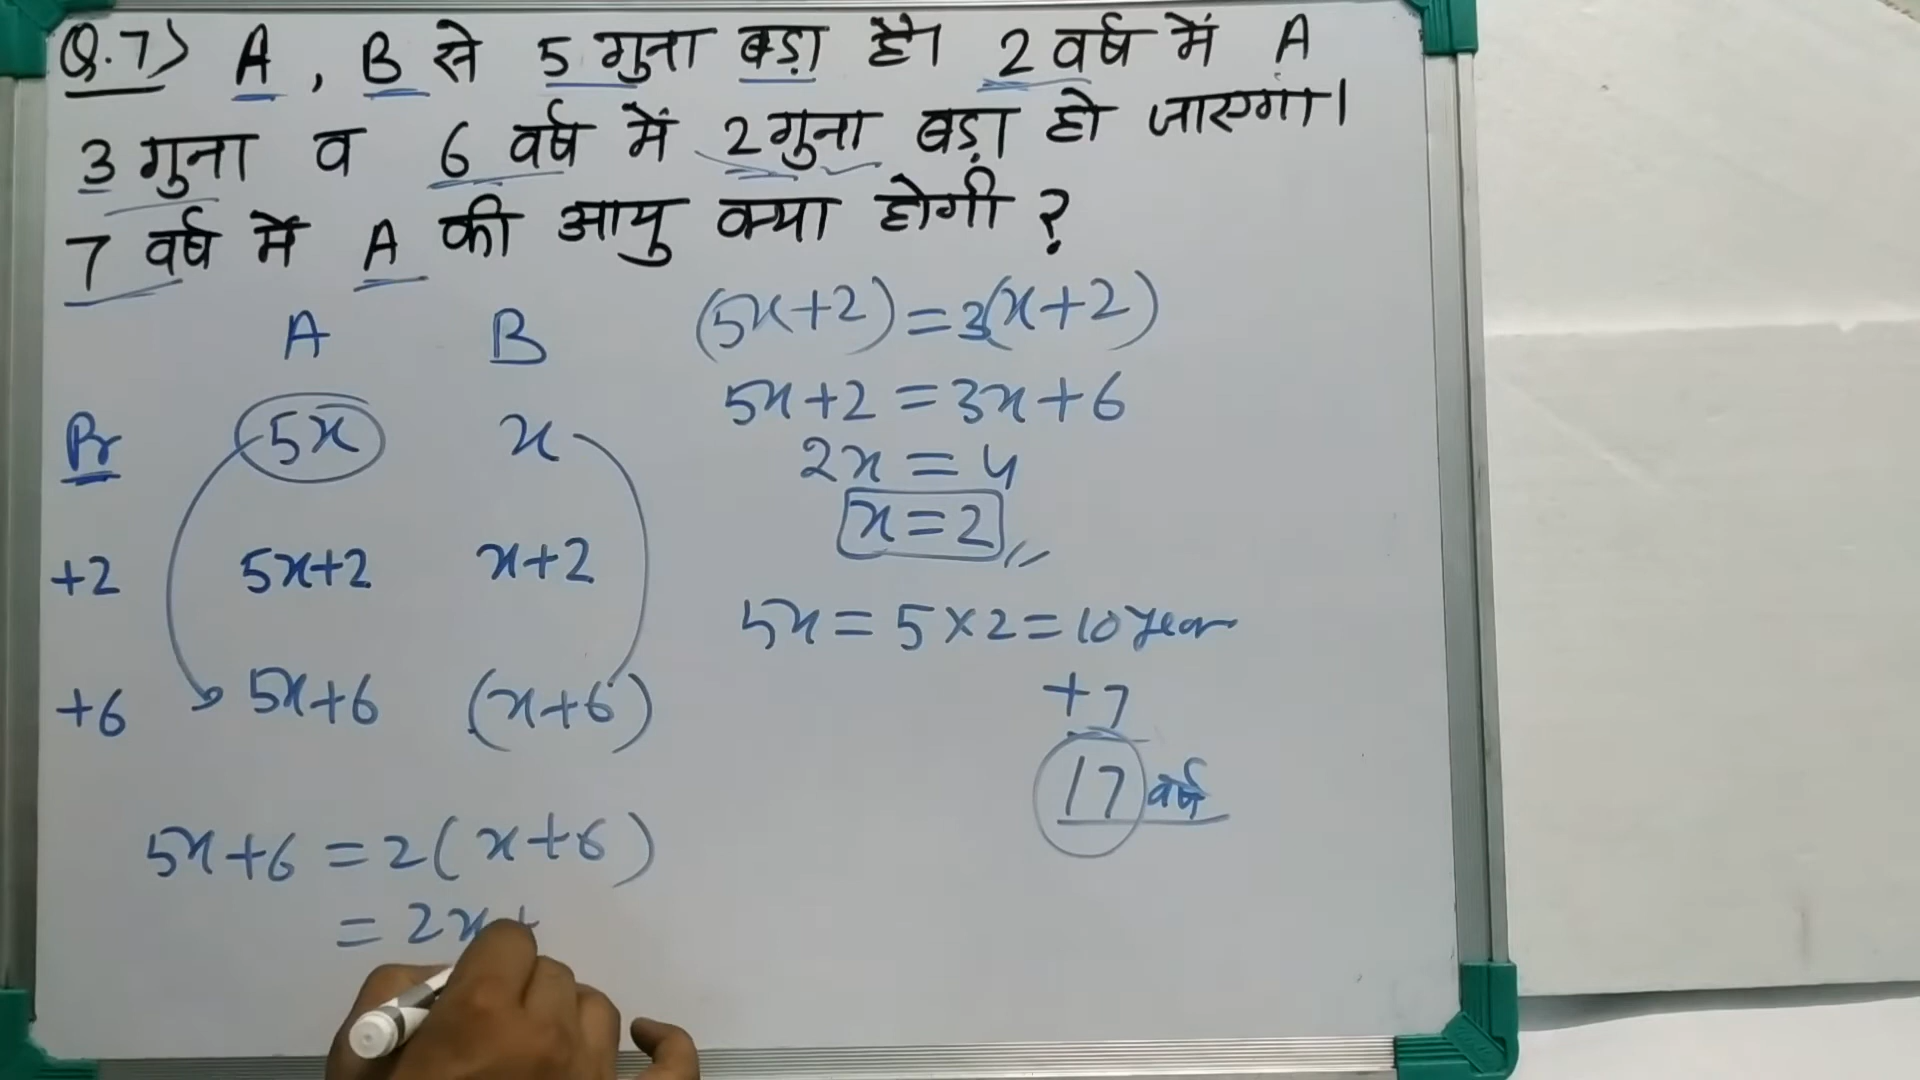 Q.7) A, B से 5 गुना बड़ा है। 2 वर्ष में A
3 गुना व 6 वर्ष में 2 गुना बड़ा हो जाएगा।
7 वर्ष में A की आयु क्या होगी ?
A B
Pr 5x x
+2 5x+2 x+2
+6 5x+6 (x+6)
5x+6 = 2(x+6)
= 2x+
(5x+2) = 3(x+2)
5x+2 = 3x+6
2x = 4
x = 2
5x = 5×2 = 10 year
+7
17 वर्ष